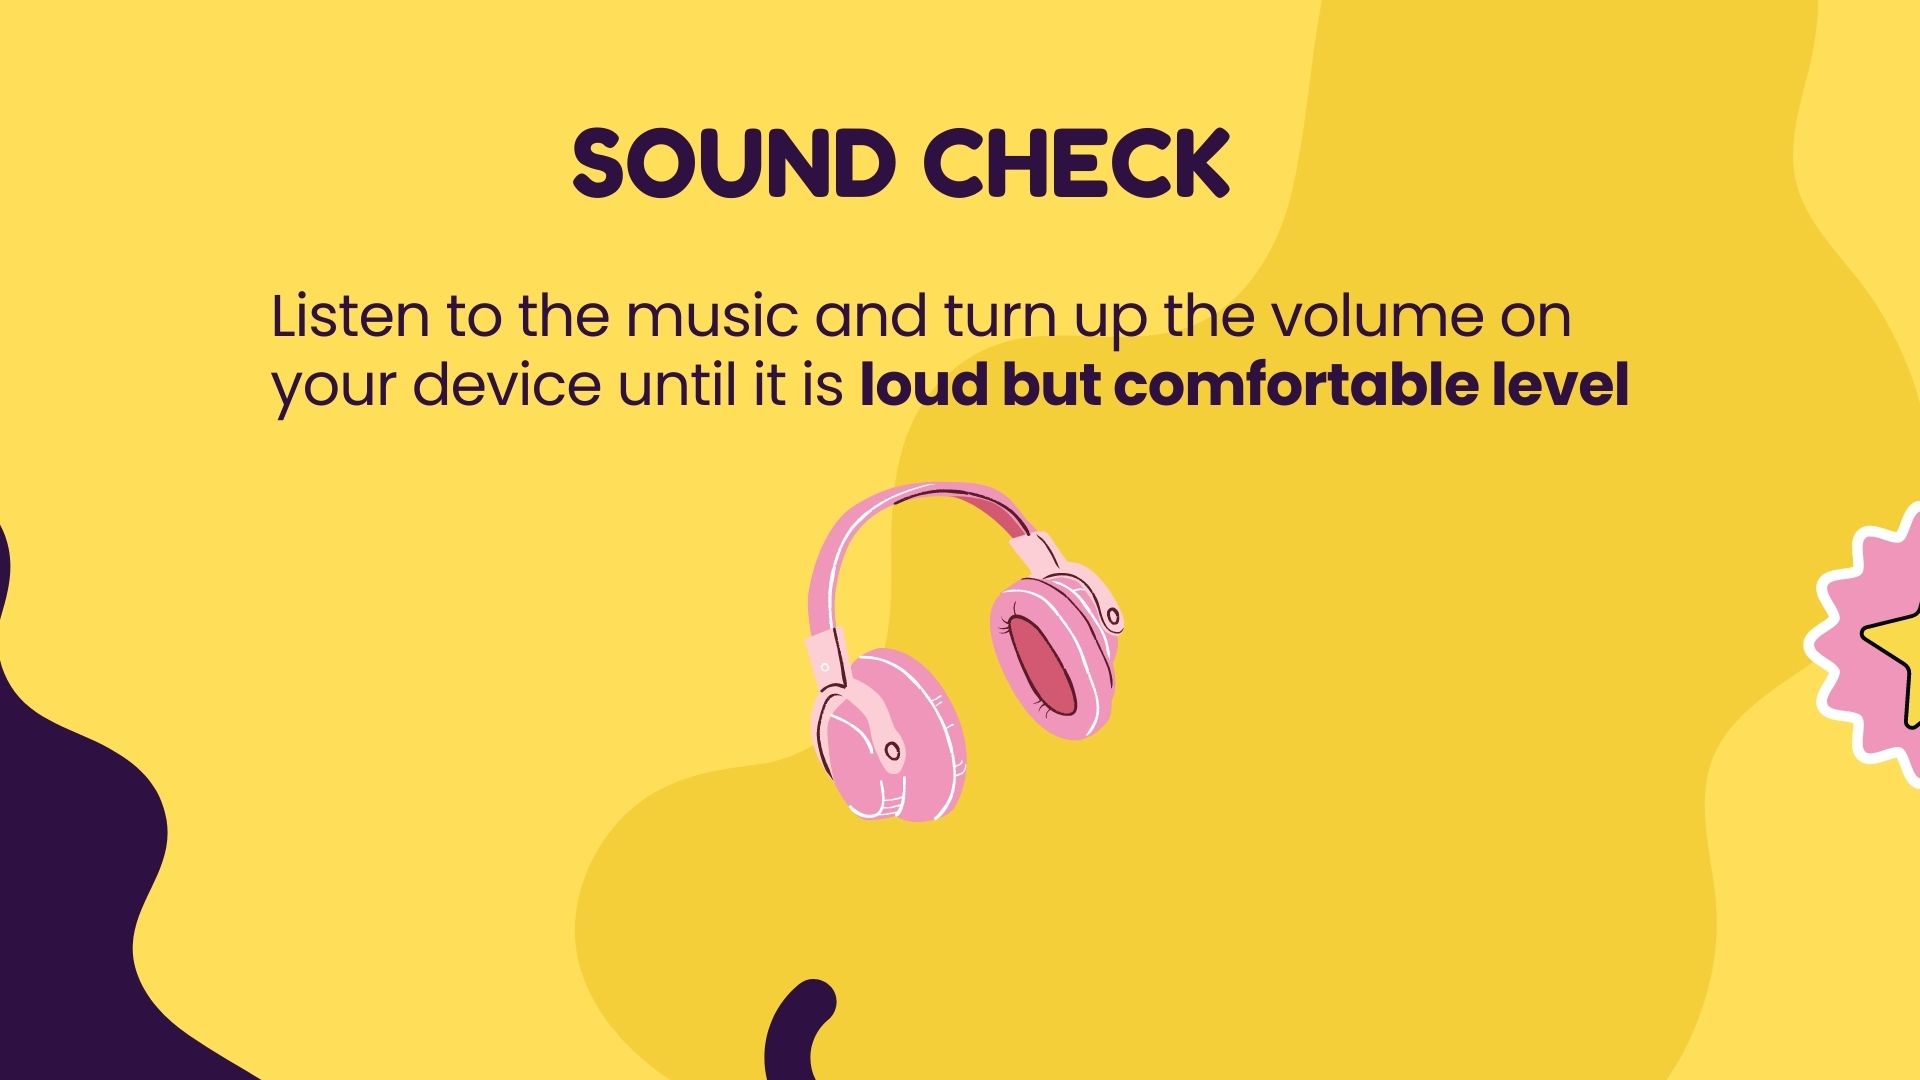 SOUND CHECK
Listen to the music and turn up the volume on
your device until it is loud but comfortable level